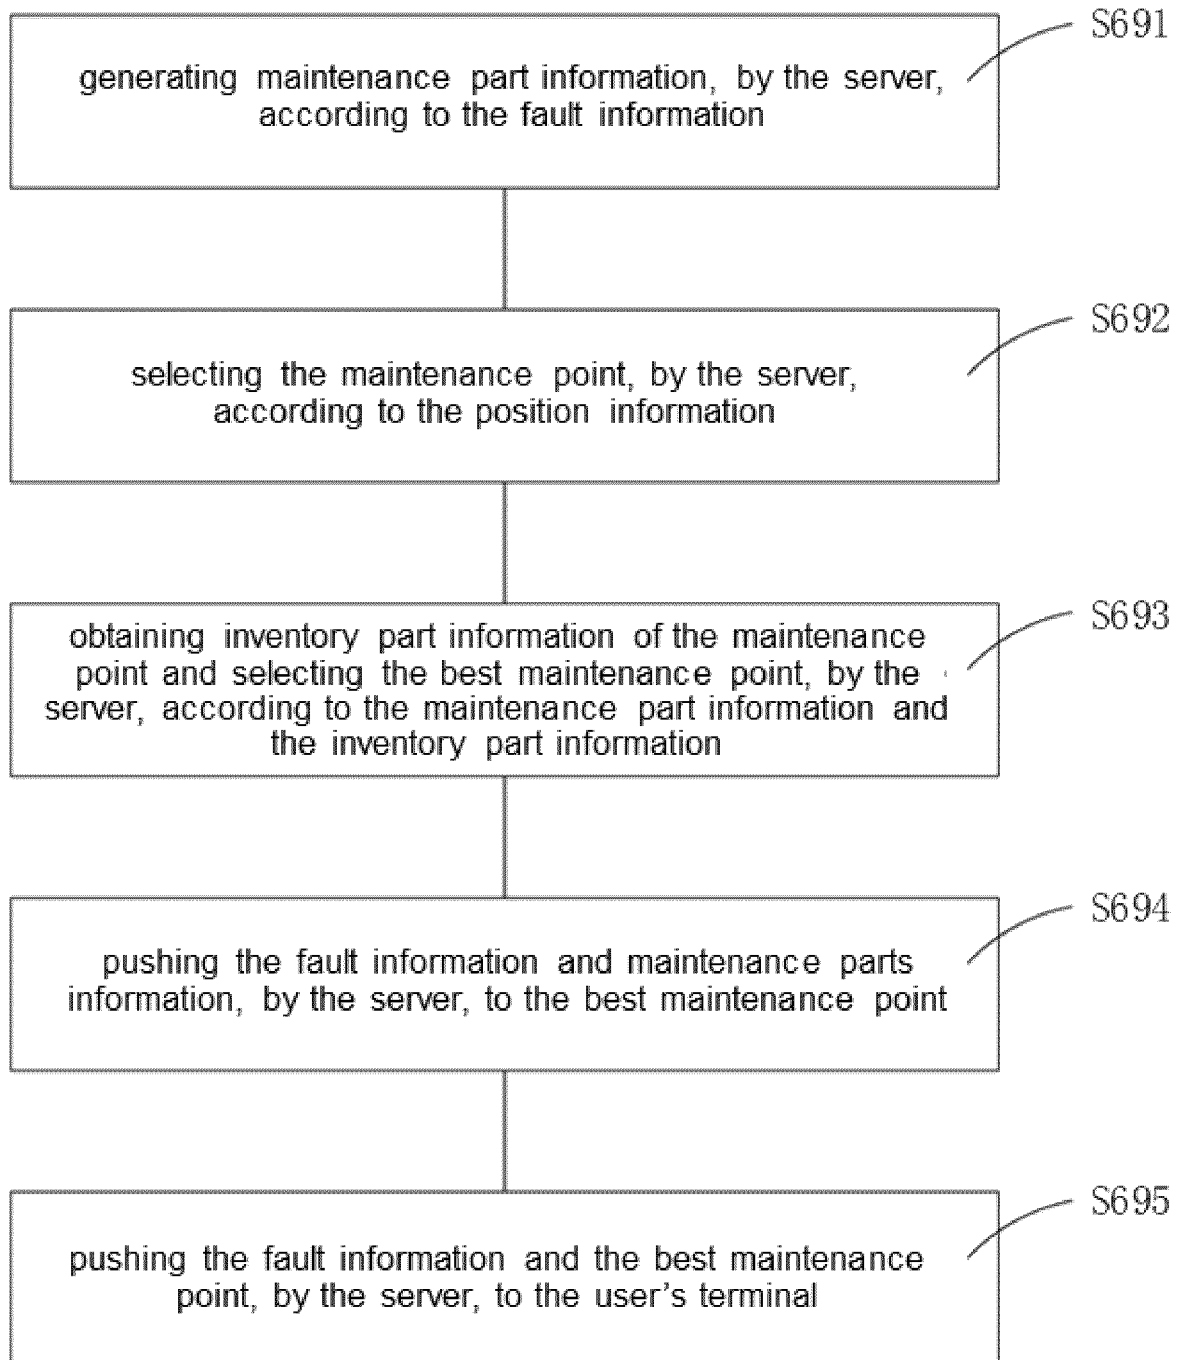 S691
generating maintenance part information, by the server,
according to the fault information
S692
selecting the maintenance point, by the server,
according to the position information
S693
obtaining inventory part information of the maintenance
point and selecting the best maintenance point, by the
server, according to the maintenance part information and
the inventory part information
S694
pushing the fault information and maintenance parts
information, by the server, to the best maintenance point
S695
pushing the fault information and the best maintenance
point, by the server, to the user’s terminal